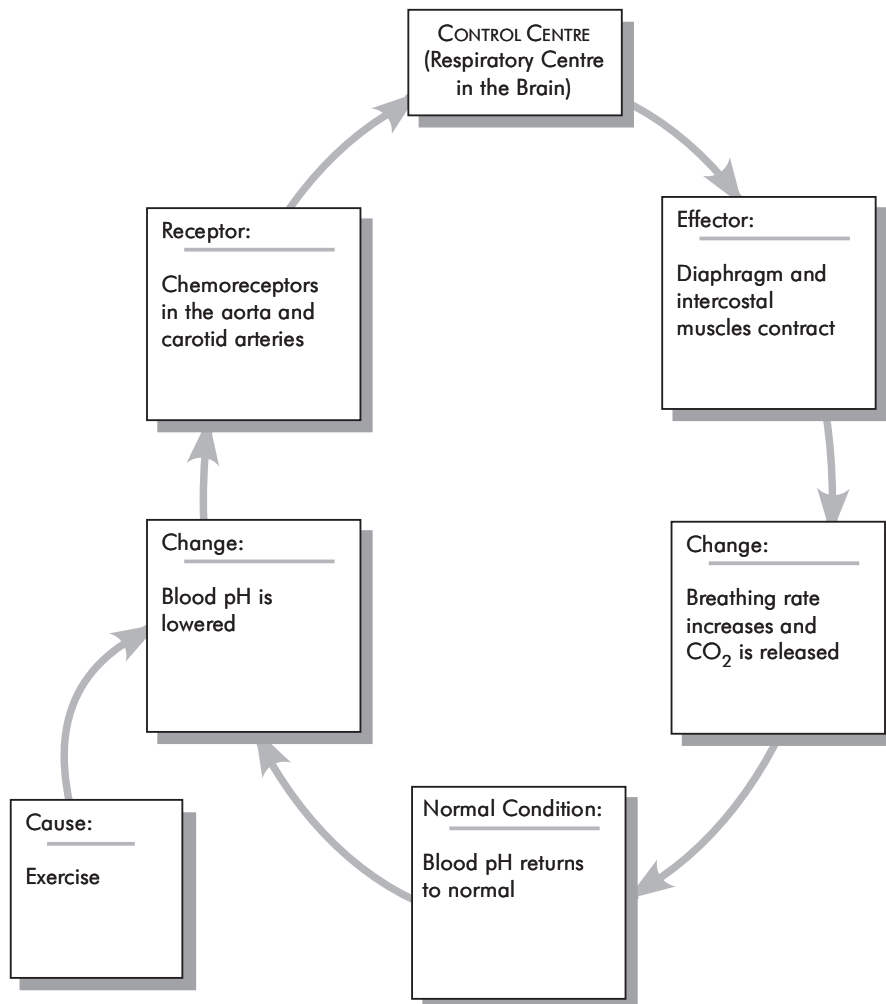 CONTROL CENTRE
(Respiratory Centre
in the Brain)
Effector:
Diaphragm and
intercostal
muscles contract
Change:
Breathing rate
increases and
CO₂ is released
Normal Condition:
Blood pH returns
to normal
Cause:
Exercise
Change:
Blood pH is
lowered
Receptor:
Chemoreceptors
in the aorta and
carotid arteries